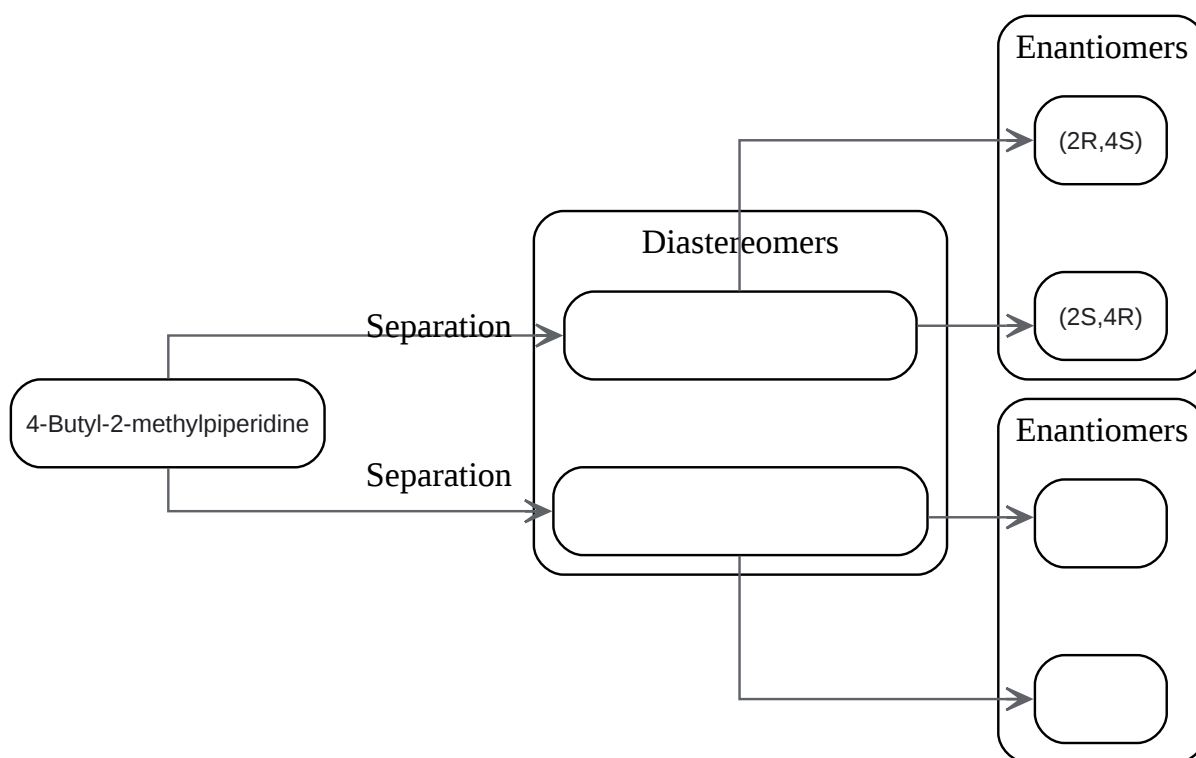 Enantiomers
(2R,4S)
Diastereomers
Separation
(2S,4R)
4-Butyl-2-methylpiperidine
Enantiomers
Separation